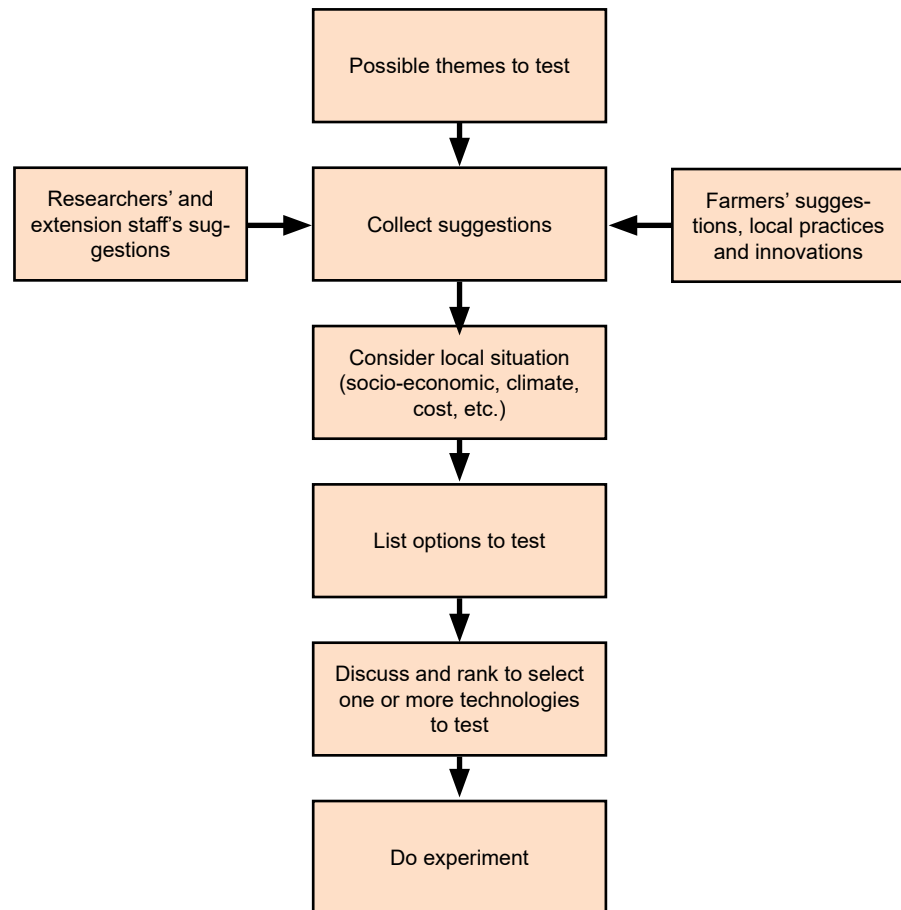 Possible themes to test
Researchers’ and
extension staff’s sug-
gestions
Collect suggestions
Farmers’ sugges-
tions, local practices
and innovations
Consider local situation
(socio-economic, climate,
cost, etc.)
List options to test
Discuss and rank to select
one or more technologies
to test
Do experiment